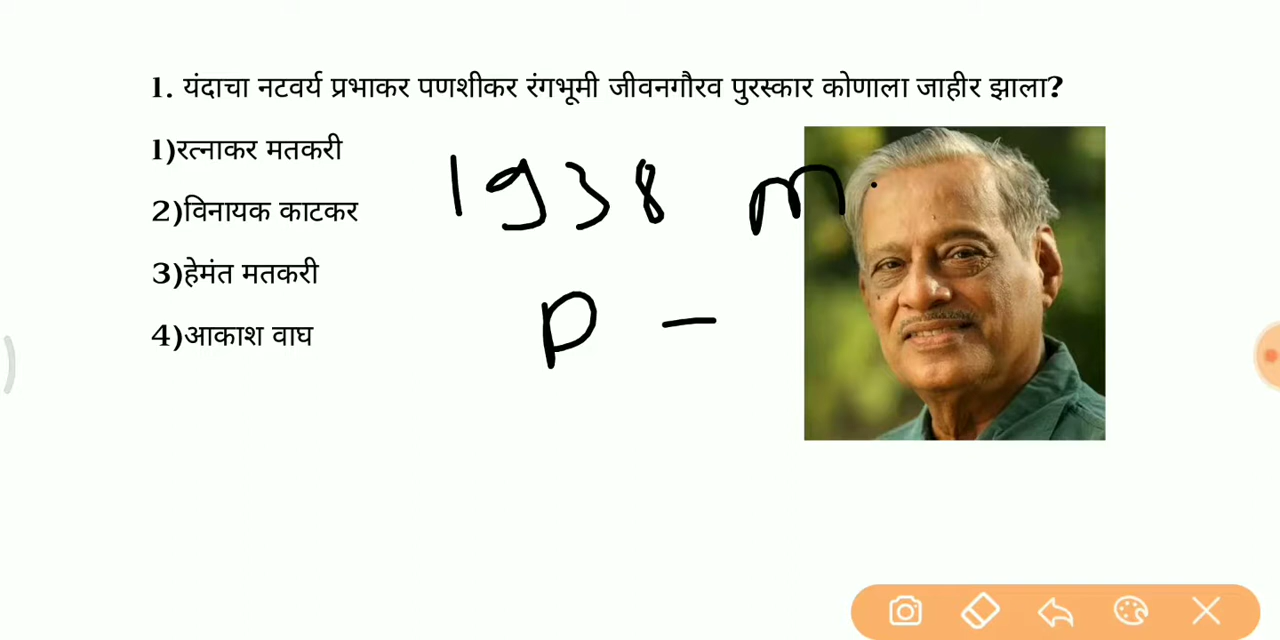 1. यंदाचा नटवर्य प्रभाकर पणशीकर रंगभूमी जीवनगौरव पुरस्कार कोणाला जाहीर झाला?
1)रत्नाकर मतकरी
2)विनायक काटकर
3)हेमंत मतकरी
4)आकाश वाघ
1938 m
P -